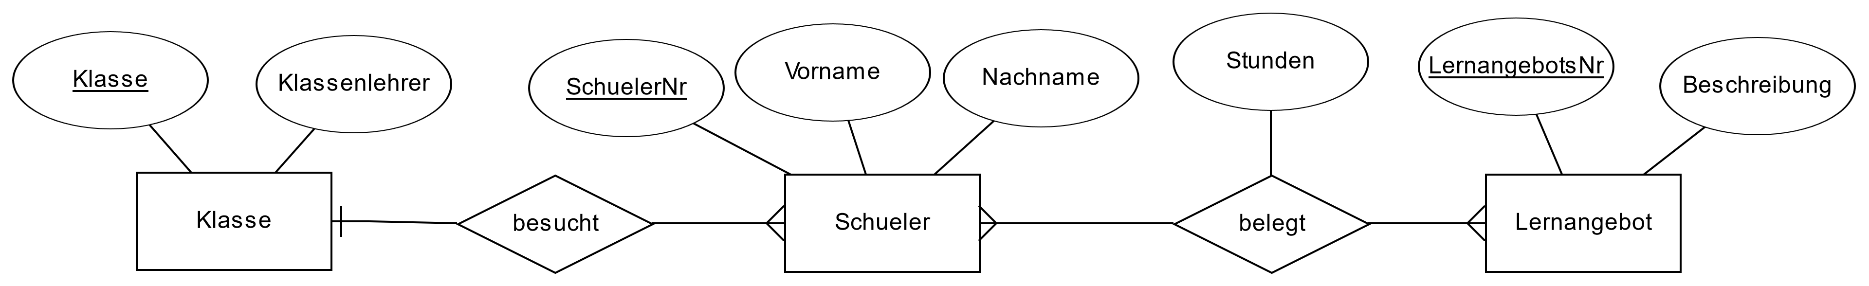 Klasse
Klassenlehrer
SchuelerNr
Vorname
Nachname
Stunden
LernangebotsNr
Beschreibung
Klasse
besucht
Schueler
belegt
Lernangebot